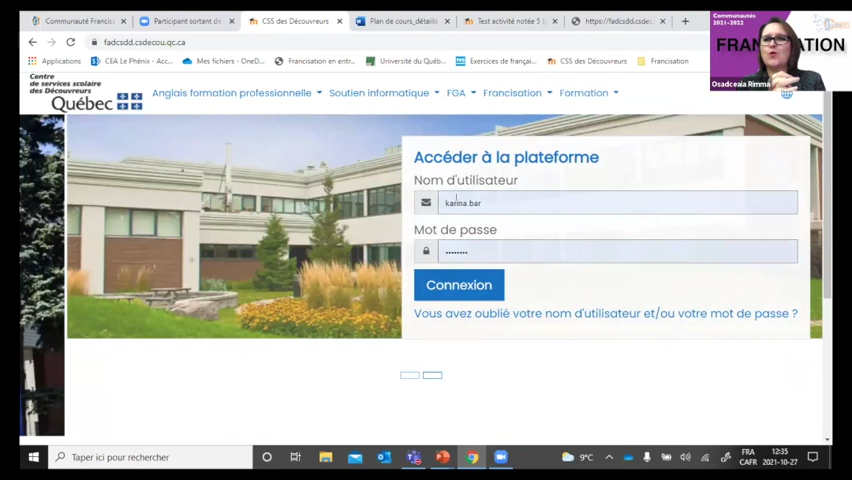 Communauté Francis
Participant sortant de
CSS des Découvreurs
Plan de cours_détaillé
Test activité notée 5 (
https://fadcsdd.csdec
fadcsdd.csdecou.qc.ca
Applications
CEA Le Phénix - Acc...
Mes fichiers - OneD...
Francisation en entr...
Université du Québ...
Exercices de françai...
CSS des Découvreurs
Francisation
Communautés
2021-2022
FRAN
ATION
Osadceaia Rimma
Centre
de services scolaire
des Découvreurs
Québec
Anglais formation professionnelle
Soutien informatique
FGA
Francisation
Formation
Accéder à la plateforme
Nom d'utilisateur
karina.bar
Mot de passe
••••••••
Connexion
Vous avez oublié votre nom d'utilisateur et/ou votre mot de passe ?
Taper ici pour rechercher
9°C
FRA
CAFR
12:35
2021-10-27